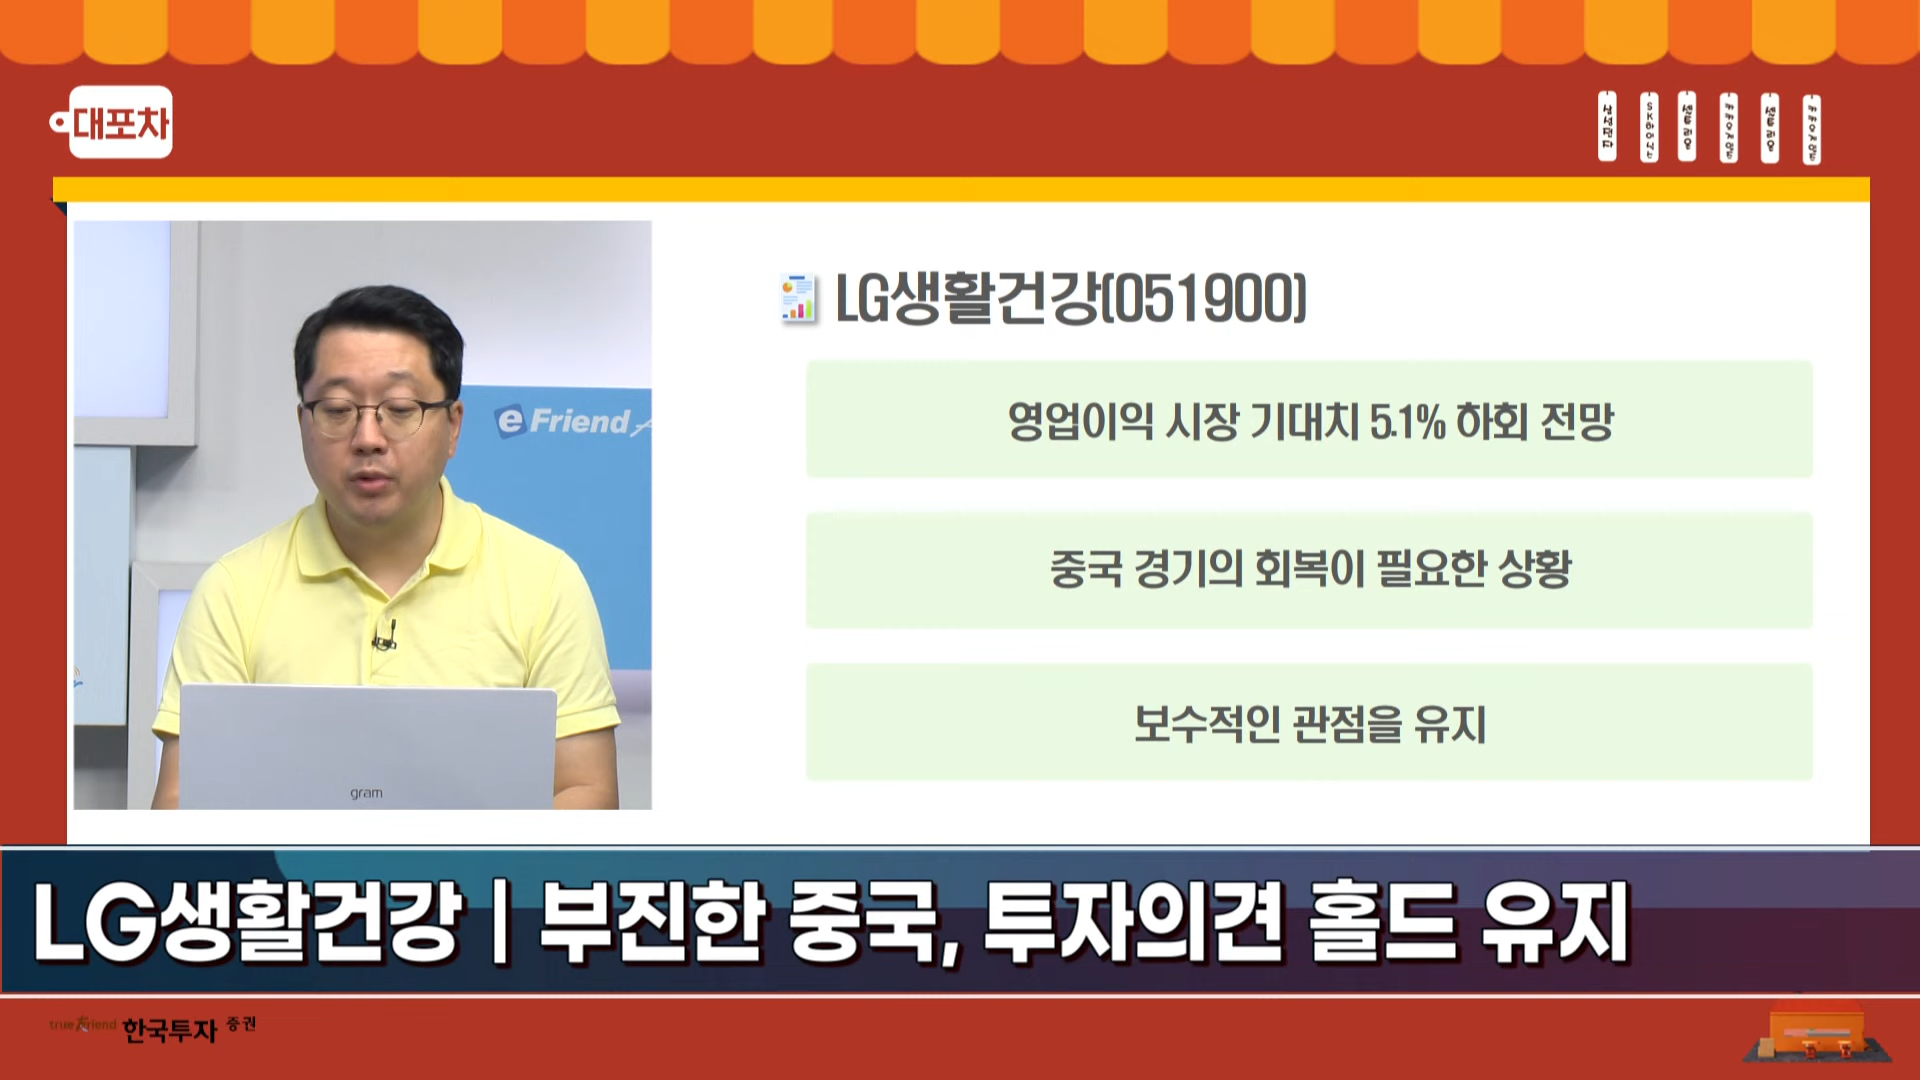 대포차
e Friend
LG생활건강(051900)
영업이익 시장 기대치 5.1% 하회 전망
중국 경기의 회복이 필요한 상황
보수적인 관점을 유지
gram
LG생활건강 | 부진한 중국, 투자의견 홀드 유지
true Friend 한국투자 증권